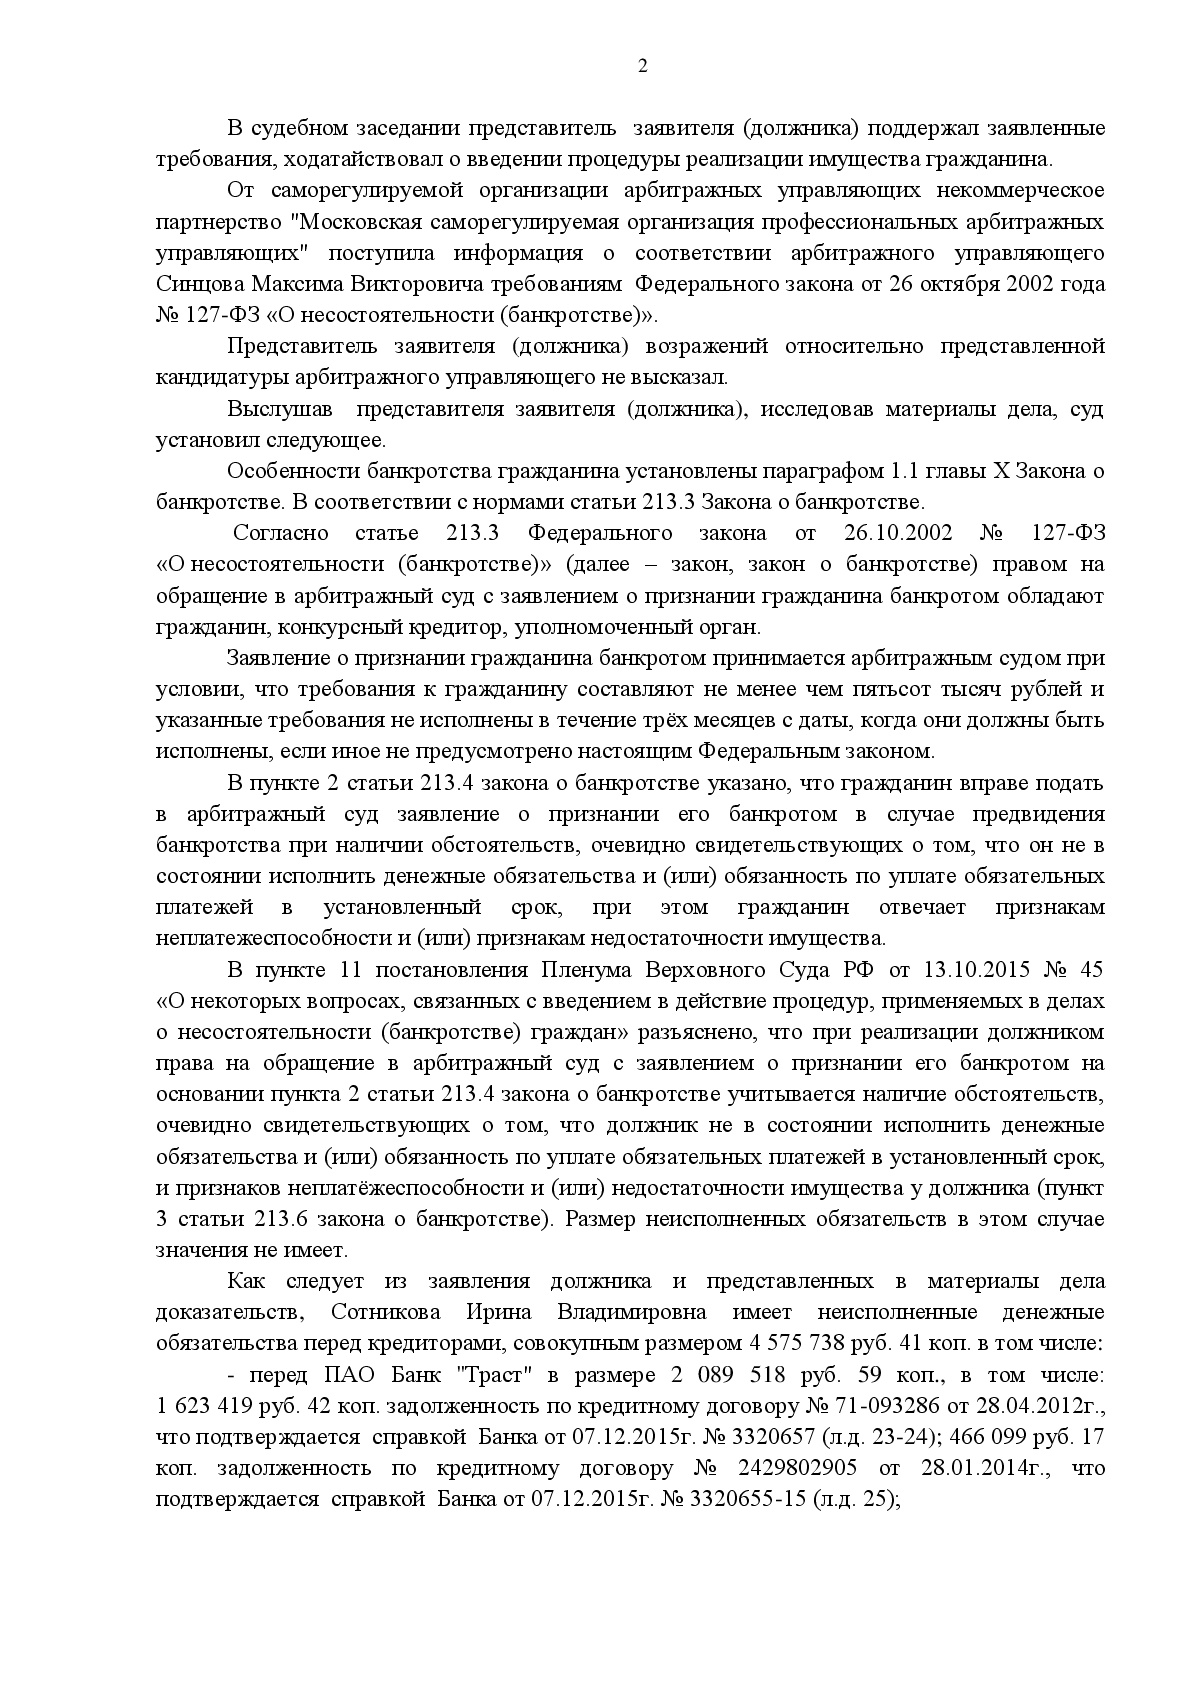 2
В судебном заседании представитель заявителя (должника) поддержал заявленные
требования, ходатайствовал о введении процедуры реализации имущества гражданина.
От саморегулируемой организации арбитражных управляющих некоммерческое
партнерство "Московская саморегулируемая организация профессиональных арбитражных
управляющих" поступила информация о соответствии арбитражного управляющего
Синцова Максима Викторовича требованиям Федерального закона от 26 октября 2002 года
№ 127-ФЗ «О несостоятельности (банкротстве)».
Представитель заявителя (должника) возражений относительно представленной
кандидатуры арбитражного управляющего не высказал.
Выслушав представителя заявителя (должника), исследовав материалы дела, суд
установил следующее.
Особенности банкротства гражданина установлены параграфом 1.1 главы X Закона о
банкротстве. В соответствии с нормами статьи 213.3 Закона о банкротстве.
Согласно статье 213.3 Федерального закона от 26.10.2002 № 127-ФЗ
«О несостоятельности (банкротстве)» (далее – закон, закон о банкротстве) правом на
обращение в арбитражный суд с заявлением о признании гражданина банкротом обладают
гражданин, конкурсный кредитор, уполномоченный орган.
Заявление о признании гражданина банкротом принимается арбитражным судом при
условии, что требования к гражданину составляют не менее чем пятьсот тысяч рублей и
указанные требования не исполнены в течение трёх месяцев с даты, когда они должны быть
исполнены, если иное не предусмотрено настоящим Федеральным законом.
В пункте 2 статьи 213.4 закона о банкротстве указано, что гражданин вправе подать
в арбитражный суд заявление о признании его банкротом в случае предвидения
банкротства при наличии обстоятельств, очевидно свидетельствующих о том, что он не в
состоянии исполнить денежные обязательства и (или) обязанность по уплате обязательных
платежей в установленный срок, при этом гражданин отвечает признакам
неплатежеспособности и (или) признакам недостаточности имущества.
В пункте 11 постановления Пленума Верховного Суда РФ от 13.10.2015 № 45
«О некоторых вопросах, связанных с введением в действие процедур, применяемых в делах
о несостоятельности (банкротстве) граждан» разъяснено, что при реализации должником
права на обращение в арбитражный суд с заявлением о признании его банкротом на
основании пункта 2 статьи 213.4 закона о банкротстве учитывается наличие обстоятельств,
очевидно свидетельствующих о том, что должник не в состоянии исполнить денежные
обязательства и (или) обязанность по уплате обязательных платежей в установленный срок,
и признаков неплатёжеспособности и (или) недостаточности имущества у должника (пункт
3 статьи 213.6 закона о банкротстве). Размер неисполненных обязательств в этом случае
значения не имеет.
Как следует из заявления должника и представленных в материалы дела
доказательств, Сотникова Ирина Владимировна имеет неисполненные денежные
обязательства перед кредиторами, совокупным размером 4 575 738 руб. 41 коп. в том числе:
- перед ПАО Банк "Траст" в размере 2 089 518 руб. 59 коп., в том числе:
1 623 419 руб. 42 коп. задолженность по кредитному договору № 71-093286 от 28.04.2012г.,
что подтверждается справкой Банка от 07.12.2015г. № 3320657 (л.д. 23-24); 466 099 руб. 17
коп. задолженность по кредитному договору № 2429802905 от 28.01.2014г., что
подтверждается справкой Банка от 07.12.2015г. № 3320655-15 (л.д. 25);